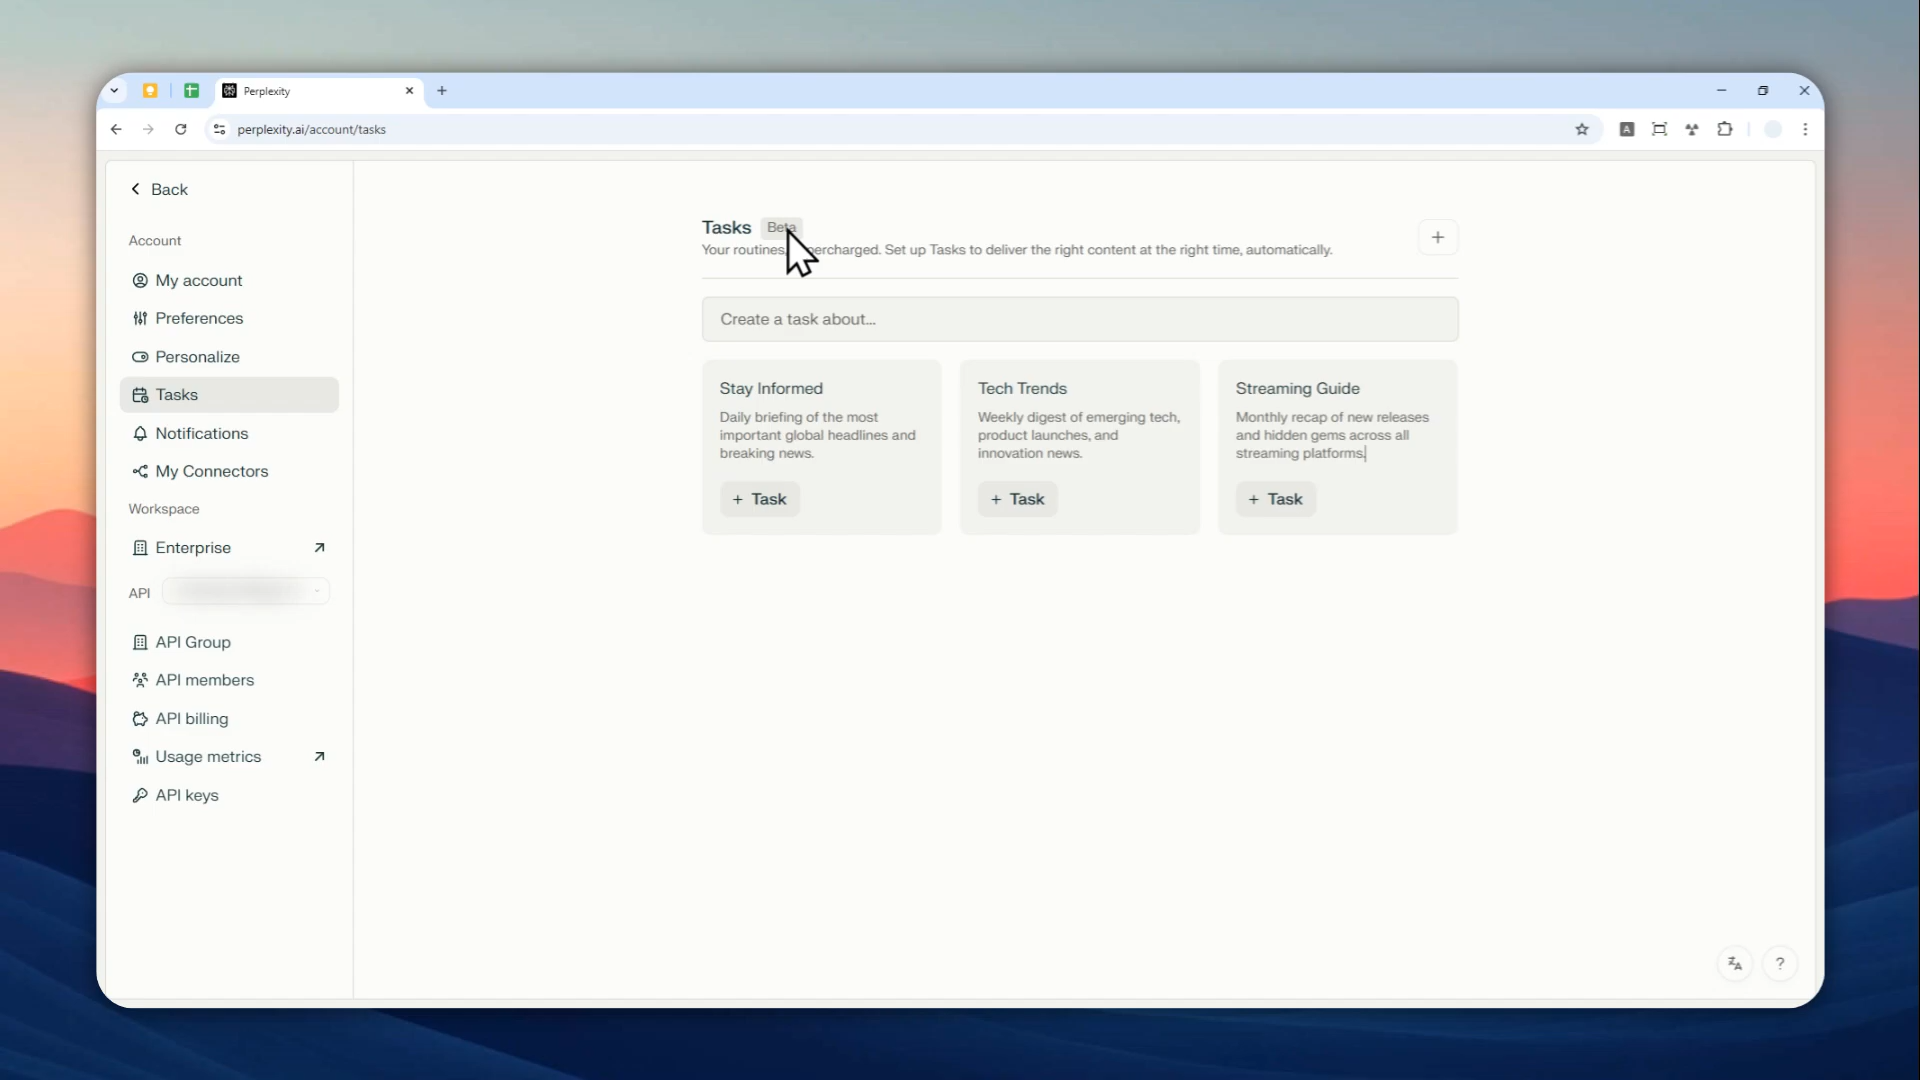 Perplexity
perplexity.ai/account/tasks
A
Back
Account
My account
Preferences
Personalize
Tasks
Notifications
My Connectors
Workspace
Enterprise
API
API Group
API members
API billing
Usage metrics
API keys
Tasks Beta
Your routines, supercharged. Set up Tasks to deliver the right content at the right time, automatically.
Create a task about...
Stay Informed
Daily briefing of the most
important global headlines and
breaking news.
+ Task
Tech Trends
Weekly digest of emerging tech,
product launches, and
innovation news.
+ Task
Streaming Guide
Monthly recap of new releases
and hidden gems across all
streaming platforms.
+ Task
?